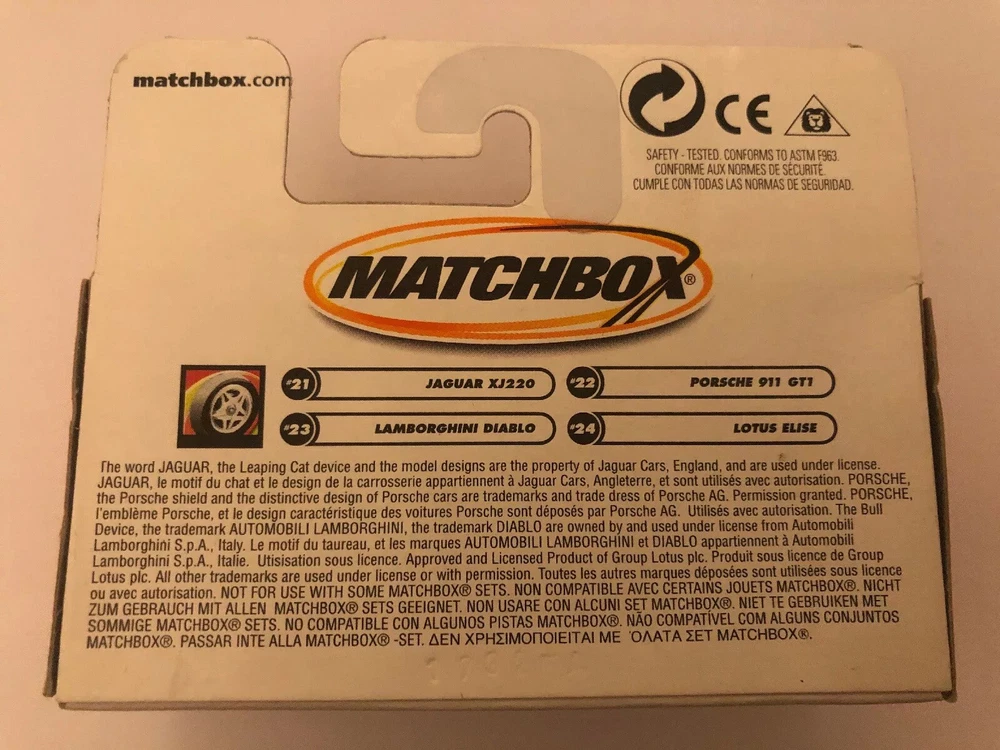 matchbox.com
CE
SAFETY - TESTED. CONFORMS TO ASTM F963.
CONFORME AUX NORMES DE SÉCURITÉ.
CUMPLE CON TODAS LAS NORMAS DE SEGURIDAD.
MATCHBOX®
#21 JAGUAR XJ220
#22 PORSCHE 911 GT1
#23 LAMBORGHINI DIABLO
#24 LOTUS ELISE
The word JAGUAR, the Leaping Cat device and the model designs are the property of Jaguar Cars, England, and are used under license.
JAGUAR, le motif du chat et le design de la carrosserie appartiennent à Jaguar Cars, Angleterre, et sont utilisés avec autorisation. PORSCHE,
the Porsche shield and the distinctive design of Porsche cars are trademarks and trade dress of Porsche AG. Permission granted. PORSCHE,
l'emblème Porsche, et le design caractéristique des voitures Porsche sont déposés par Porsche AG. Utilisés avec autorisation. The Bull
Device, the trademark AUTOMOBILI LAMBORGHINI, the trademark DIABLO are owned by and used under license from Automobili
Lamborghini S.p.A., Italy. Le motif du taureau, et les marques AUTOMOBILI LAMBORGHINI et DIABLO appartiennent à Automobili
Lamborghini S.p.A., Italie. Utisisation sous licence. Approved and Licensed Product of Group Lotus plc. Produit sous licence de Group
Lotus plc. All other trademarks are used under license or with permission. Toutes les autres marques déposées sont utilisées sous licence
ou avec autorisation. NOT FOR USE WITH SOME MATCHBOX® SETS. NON COMPATIBLE AVEC CERTAINS JOUETS MATCHBOX®. NICHT
ZUM GEBRAUCH MIT ALLEN MATCHBOX® SETS GEEIGNET. NON USARE CON ALCUNI SET MATCHBOX®. NIET TE GEBRUIKEN MET
SOMMIGE MATCHBOX® SETS. NO COMPATIBLE CON ALGUNOS PISTAS MATCHBOX®. NÃO COMPATÍVEL COM ALGUNS CONJUNTOS
MATCHBOX®. PASSAR INTE ALLA MATCHBOX® -SET. ΔΕΝ ΧΡΗΣΙΜΟΠΟΙΕΙΤΑΙ ΜΕ ΌΛΑΤΑ ΣΕΤ MATCHBOX®.